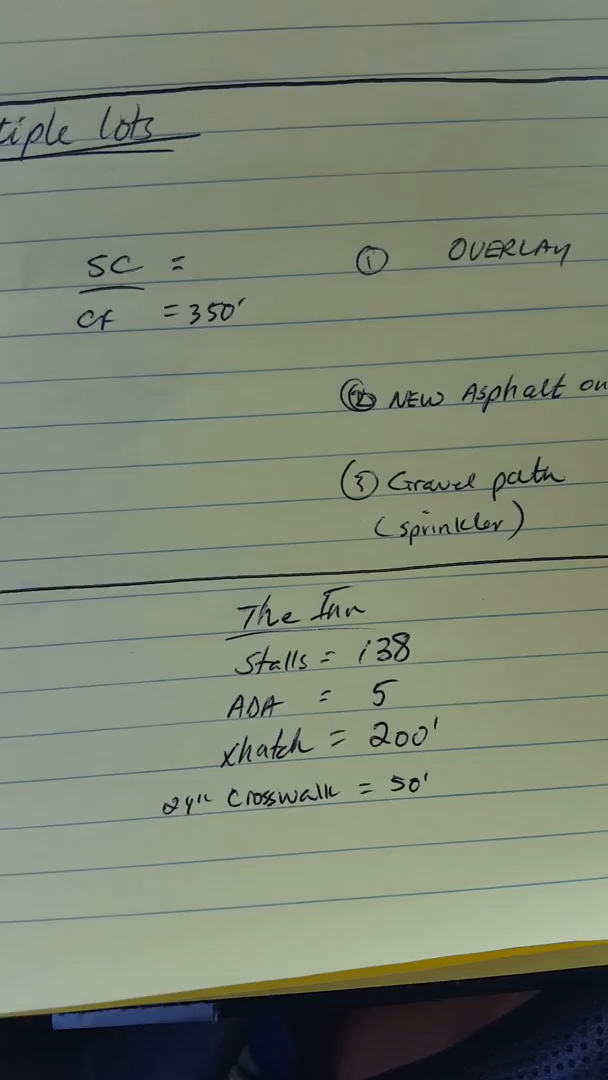 tiple lots
SC =
CF = 350'
① OVERLAY
② NEW Asphalt on
③ Gravel path
(sprinkler)
The Inn
Stalls = 138
ADA = 5
xhatch = 200'
24" Crosswalk = 50'